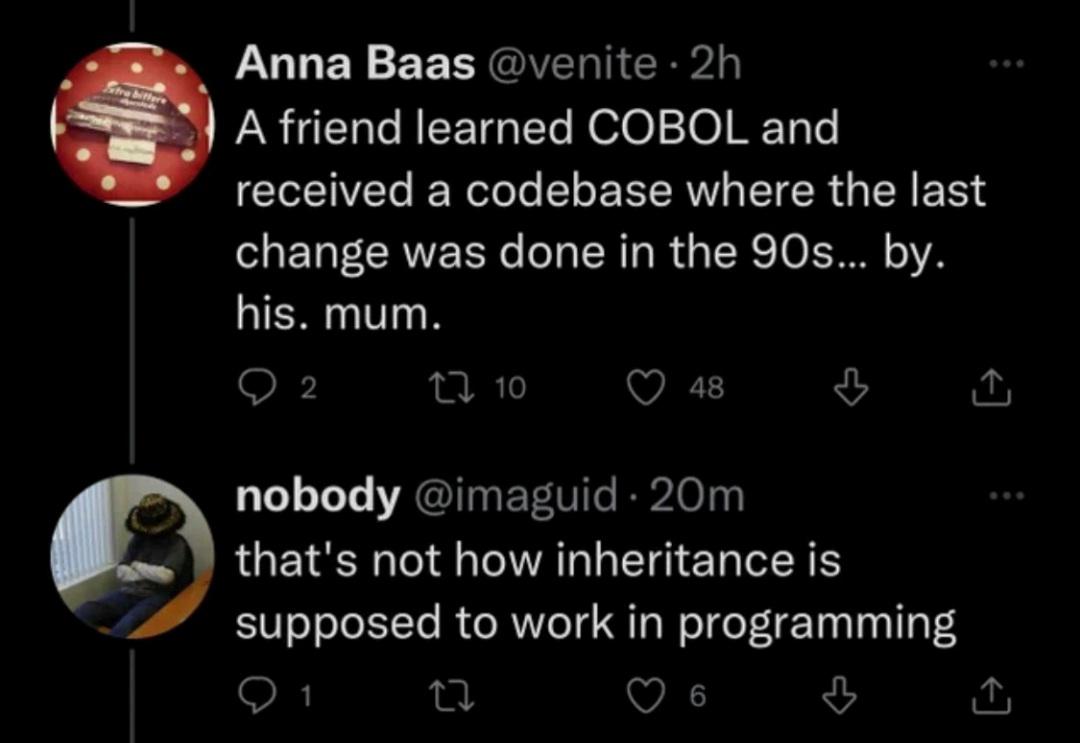 Anna Baas @venite · 2h
A friend learned COBOL and
received a codebase where the last
change was done in the 90s... by.
his. mum.
2 10 48
nobody @imaguid · 20m
that's not how inheritance is
supposed to work in programming
1 6